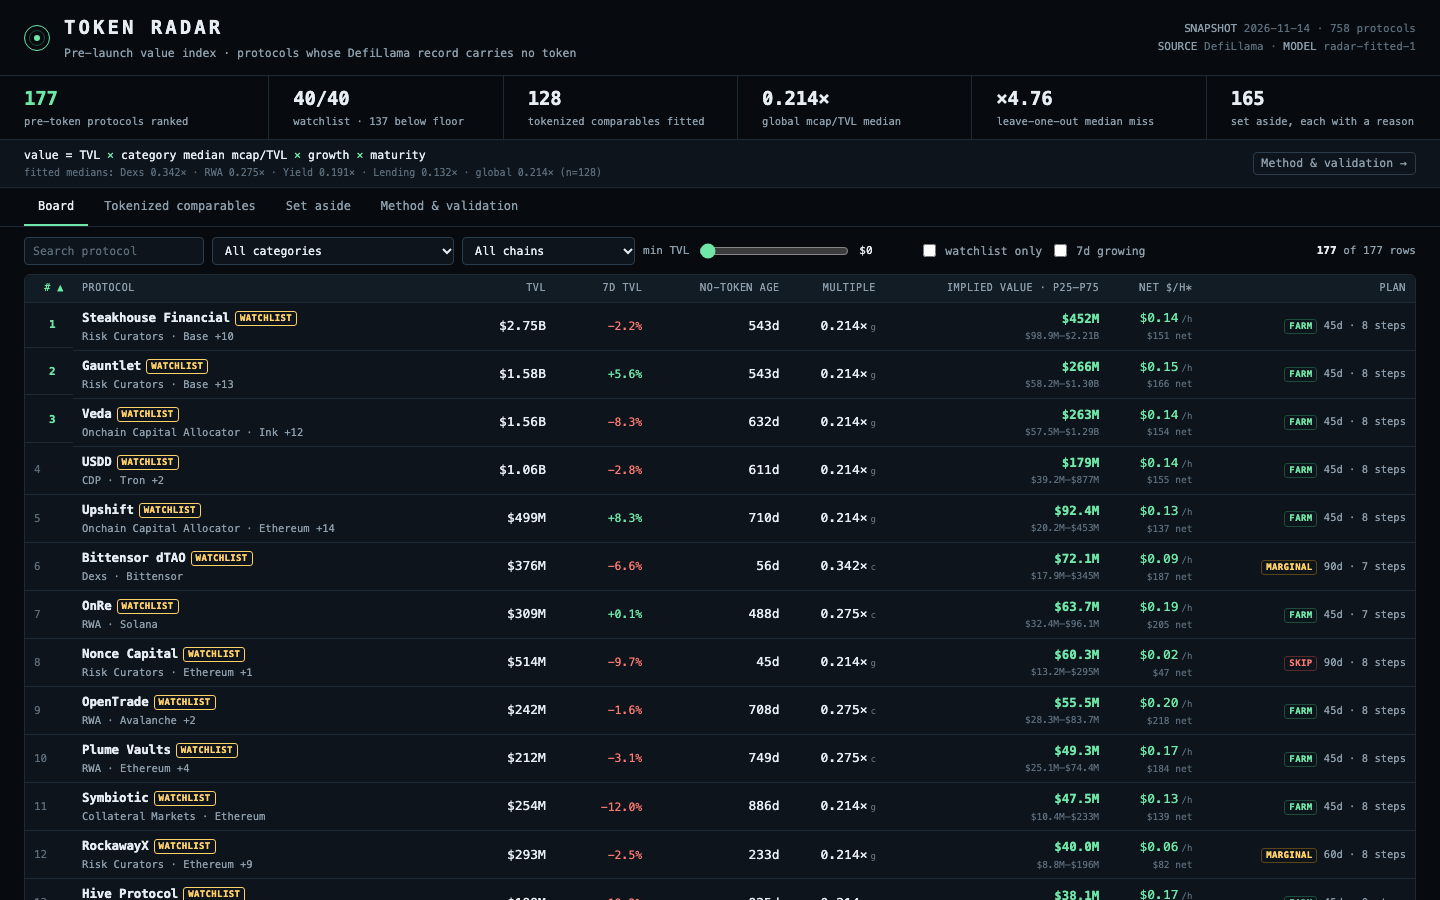 TOKEN RADAR
Pre-launch value index · protocols whose DefiLlama record carries no token
SNAPSHOT 2026-11-14 · 758 protocols
SOURCE DefiLlama · MODEL radar-fitted-1
177
pre-token protocols ranked
40/40
watchlist · 137 below floor
128
tokenized comparables fitted
0.214×
global mcap/TVL median
×4.76
leave-one-out median miss
165
set aside, each with a reason
value = TVL × category median mcap/TVL × growth × maturity
fitted medians: Dexs 0.342× · RWA 0.275× · Yield 0.191× · Lending 0.132× · global 0.214× (n=128)
Method & validation →
Board Tokenized comparables Set aside Method & validation
Search protocol All categories All chains min TVL $0 watchlist only 7d growing 177 of 177 rows
# ▲ PROTOCOL TVL 7D TVL NO-TOKEN AGE MULTIPLE IMPLIED VALUE · P25–P75 NET $/H* PLAN
1 Steakhouse Financial WATCHLIST $2.75B −2.2% 543d 0.214× g $452M $0.14 /h FARM 45d · 8 steps
Risk Curators · Base +10 $98.9M–$2.21B $151 net
2 Gauntlet WATCHLIST $1.58B +5.6% 543d 0.214× g $266M $0.15 /h FARM 45d · 8 steps
Risk Curators · Base +13 $58.2M–$1.30B $166 net
3 Veda WATCHLIST $1.56B −8.3% 632d 0.214× g $263M $0.14 /h FARM 45d · 8 steps
Onchain Capital Allocator · Ink +12 $57.5M–$1.29B $154 net
4 USDD WATCHLIST $1.06B −2.8% 611d 0.214× g $179M $0.14 /h FARM 45d · 8 steps
CDP · Tron +2 $39.2M–$877M $155 net
5 Upshift WATCHLIST $499M +8.3% 710d 0.214× g $92.4M $0.13 /h FARM 45d · 8 steps
Onchain Capital Allocator · Ethereum +14 $20.2M–$453M $137 net
6 Bittensor dTAO WATCHLIST $376M −6.6% 56d 0.342× c $72.1M $0.09 /h MARGINAL 90d · 7 steps
Dexs · Bittensor $17.9M–$345M $187 net
7 OnRe WATCHLIST $309M +0.1% 488d 0.275× c $63.7M $0.19 /h FARM 45d · 7 steps
RWA · Solana $32.4M–$96.1M $205 net
8 Nonce Capital WATCHLIST $514M −9.7% 45d 0.214× g $60.3M $0.02 /h SKIP 90d · 8 steps
Risk Curators · Ethereum +1 $13.2M–$295M $47 net
9 OpenTrade WATCHLIST $242M −1.6% 708d 0.275× c $55.5M $0.20 /h FARM 45d · 8 steps
RWA · Avalanche +2 $28.3M–$83.7M $218 net
10 Plume Vaults WATCHLIST $212M −3.1% 749d 0.275× c $49.3M $0.17 /h FARM 45d · 8 steps
RWA · Ethereum +4 $25.1M–$74.4M $184 net
11 Symbiotic WATCHLIST $254M −12.0% 886d 0.214× g $47.5M $0.13 /h FARM 45d · 8 steps
Collateral Markets · Ethereum $10.4M–$233M $139 net
12 RockawayX WATCHLIST $293M −2.5% 233d 0.214× g $40.0M $0.06 /h MARGINAL 60d · 8 steps
Risk Curators · Ethereum +9 $8.8M–$196M $82 net
Hive Protocol WATCHLIST $38.1M $0.17 /h